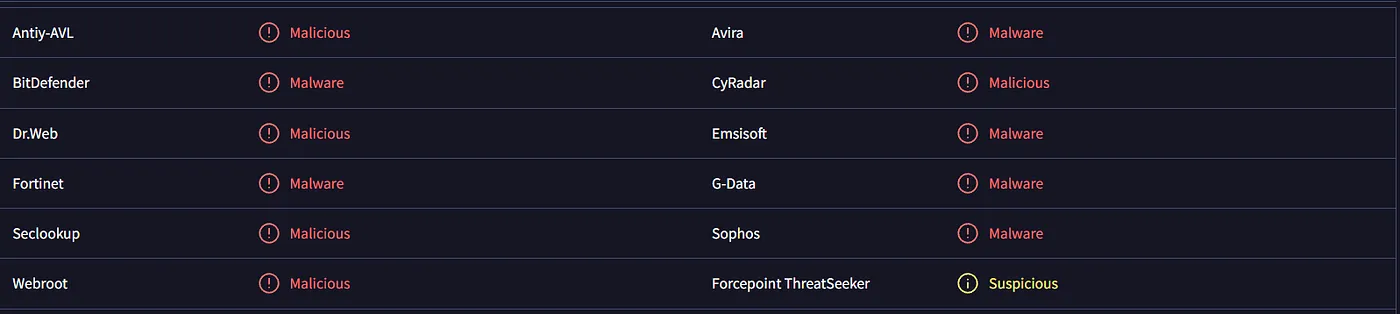 Antiy-AVL Malicious Avira Malware
BitDefender Malware CyRadar Malicious
Dr.Web Malicious Emsisoft Malware
Fortinet Malware G-Data Malware
Seclookup Malicious Sophos Malware
Webroot Malicious Forcepoint ThreatSeeker Suspicious